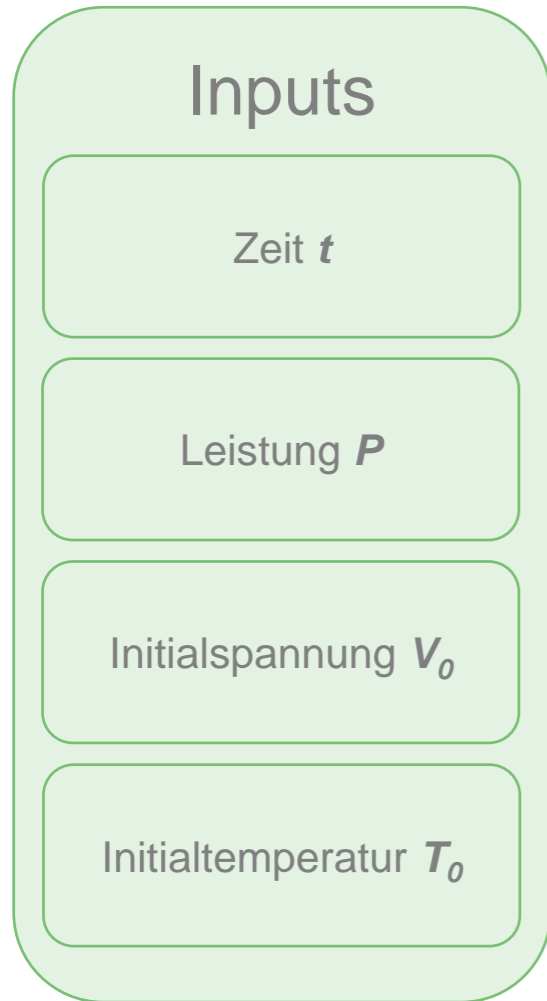 Inputs
Zeit t
Leistung P
Initialspannung V₀
Initialtemperatur T₀